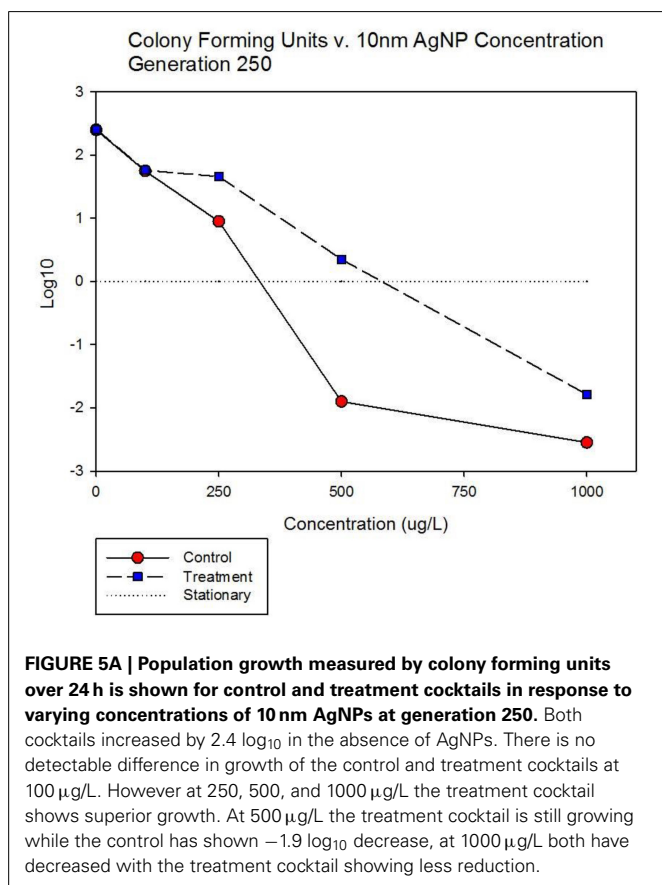 Colony Forming Units v. 10nm AgNP Concentration
Generation 250
3
2
1
0
-1
-2
-3
Log10
0
250
500
750
1000
Concentration (ug/L)
Control
Treatment
Stationary
FIGURE 5A | Population growth measured by colony forming units
over 24 h is shown for control and treatment cocktails in response to
varying concentrations of 10 nm AgNPs at generation 250. Both
cocktails increased by 2.4 log₁₀ in the absence of AgNPs. There is no
detectable difference in growth of the control and treatment cocktails at
100 μg/L. However at 250, 500, and 1000 μg/L the treatment cocktail
shows superior growth. At 500 μg/L the treatment cocktail is still growing
while the control has shown −1.9 log₁₀ decrease, at 1000 μg/L both have
decreased with the treatment cocktail showing less reduction.